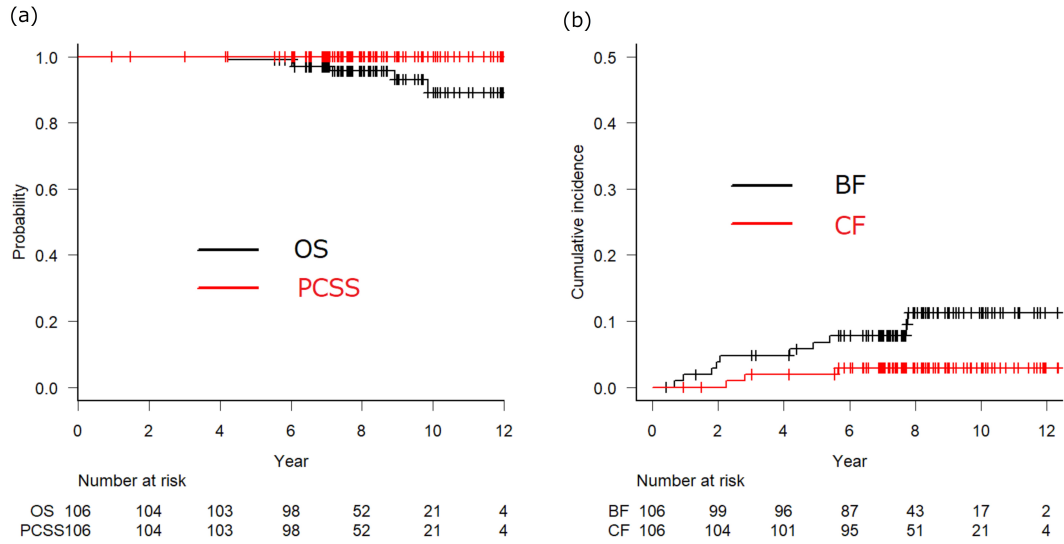 (a)
Probability
1.0
0.8
0.6
0.4
0.2
0.0
OS
PCSS
0 2 4 6 8 10 12
Year
Number at risk
OS 106 104 103 98 52 21 4
PCSS 106 104 103 98 52 21 4
(b)
Cumulative incidence
0.5
0.4
0.3
0.2
0.1
0.0
BF
CF
0 2 4 6 8 10 12
Year
Number at risk
BF 106 99 96 87 43 17 2
CF 106 104 101 95 51 21 4